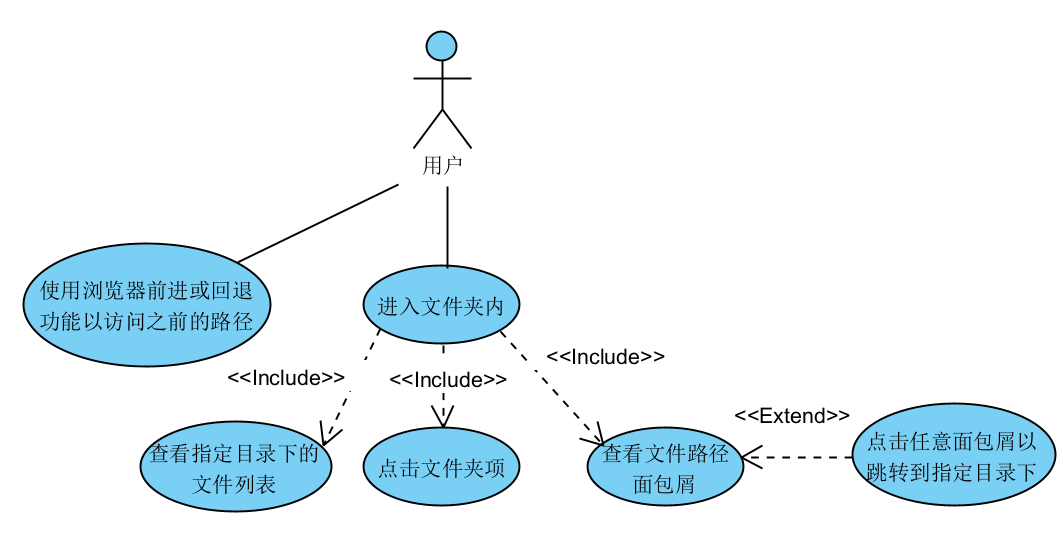 用户
使用浏览器前进或回退
功能以访问之前的路径
进入文件夹内
<<Include>>
<<Include>>
<<Include>>
查看指定目录下的
文件列表
点击文件夹项
查看文件路径
面包屑
<<Extend>>
点击任意面包屑以
跳转到指定目录下